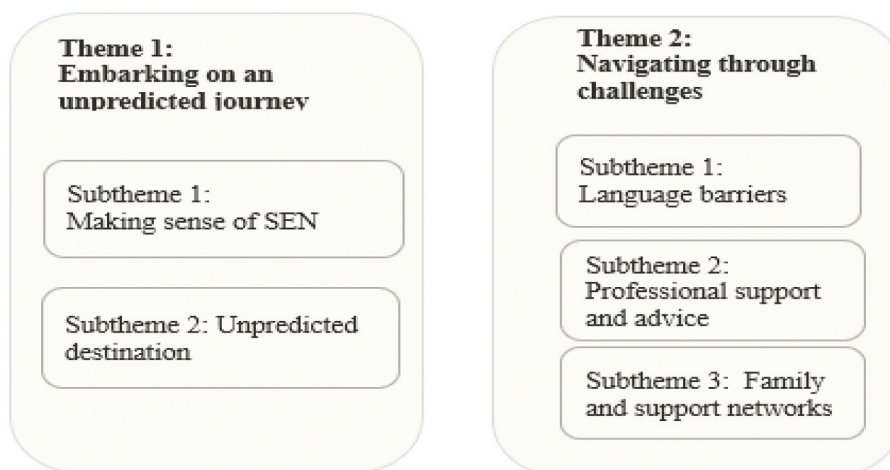 Theme 1:
Embarking on an
unpredicted journey
Subtheme 1:
Making sense of SEN
Subtheme 2: Unpredicted
destination
Theme 2:
Navigating through
challenges
Subtheme 1:
Language barriers
Subtheme 2:
Professional support
and advice
Subtheme 3: Family
and support networks